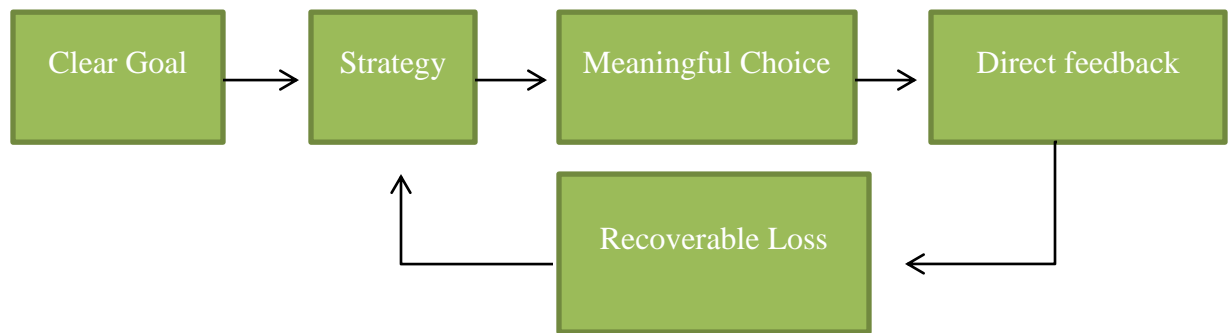 Clear Goal
Strategy
Meaningful Choice
Direct feedback
Recoverable Loss